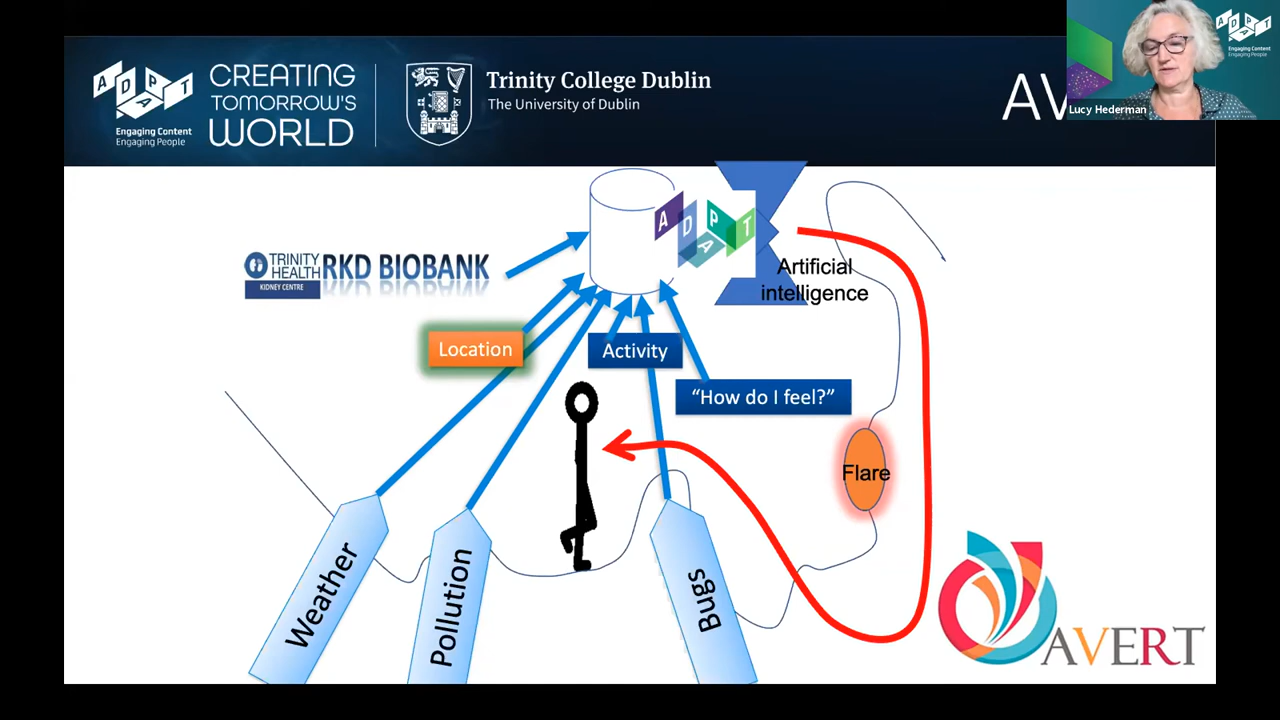 ADAPT
Engaging Content
Engaging People
CREATING
TOMORROW'S
WORLD
Trinity College Dublin
The University of Dublin
AV
ADAPT
Engaging Content
Engaging People
Lucy Hederman
TRINITY
HEALTH
KIDNEY CENTRE
RKD BIOBANK
ADAPT
Artificial
intelligence
Location
Activity
“How do I feel?”
Flare
Weather
Pollution
Bugs
AVERT